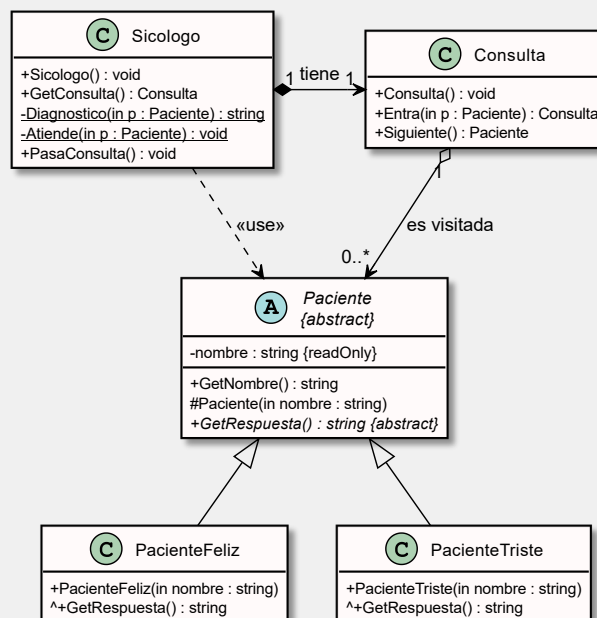 C Sicologo
+Sicologo() : void
+GetConsulta() : Consulta
-Diagnostico(in p : Paciente) : string
-Atiende(in p : Paciente) : void
+PasaConsulta() : void
1 tiene 1
C Consulta
+Consulta() : void
+Entra(in p : Paciente) : Consulta
+Siguiente() : Paciente
1
«use»
es visitada
0..*
A Paciente
{abstract}
-nombre : string {readOnly}
+GetNombre() : string
#Paciente(in nombre : string)
+GetRespuesta() : string {abstract}
C PacienteFeliz
+PacienteFeliz(in nombre : string)
^+GetRespuesta() : string
C PacienteTriste
+PacienteTriste(in nombre : string)
^+GetRespuesta() : string